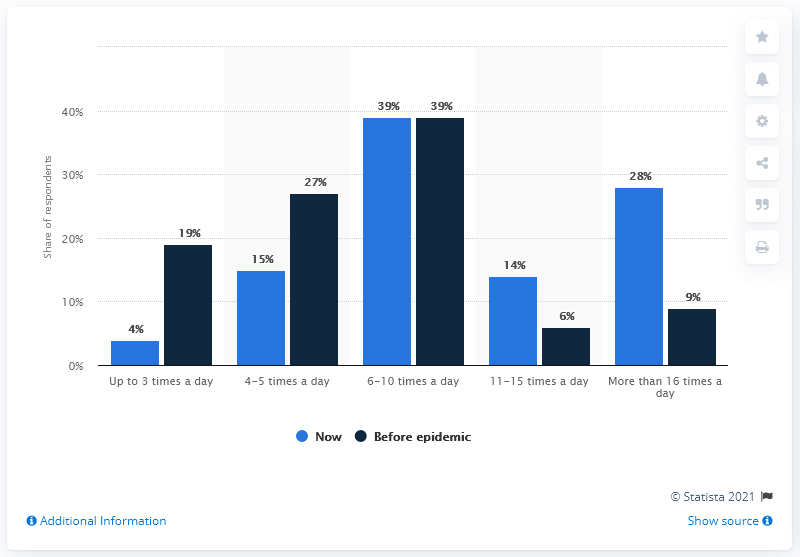 Share of respondents
40%
30%
20%
10%
0%
4%
19%
15%
27%
39%
39%
14%
6%
28%
9%
Up to 3 times a day
4-5 times a day
6-10 times a day
11-15 times a day
More than 16 times a
day
Now
Before epidemic
© Statista 2021
Additional Information
Show source